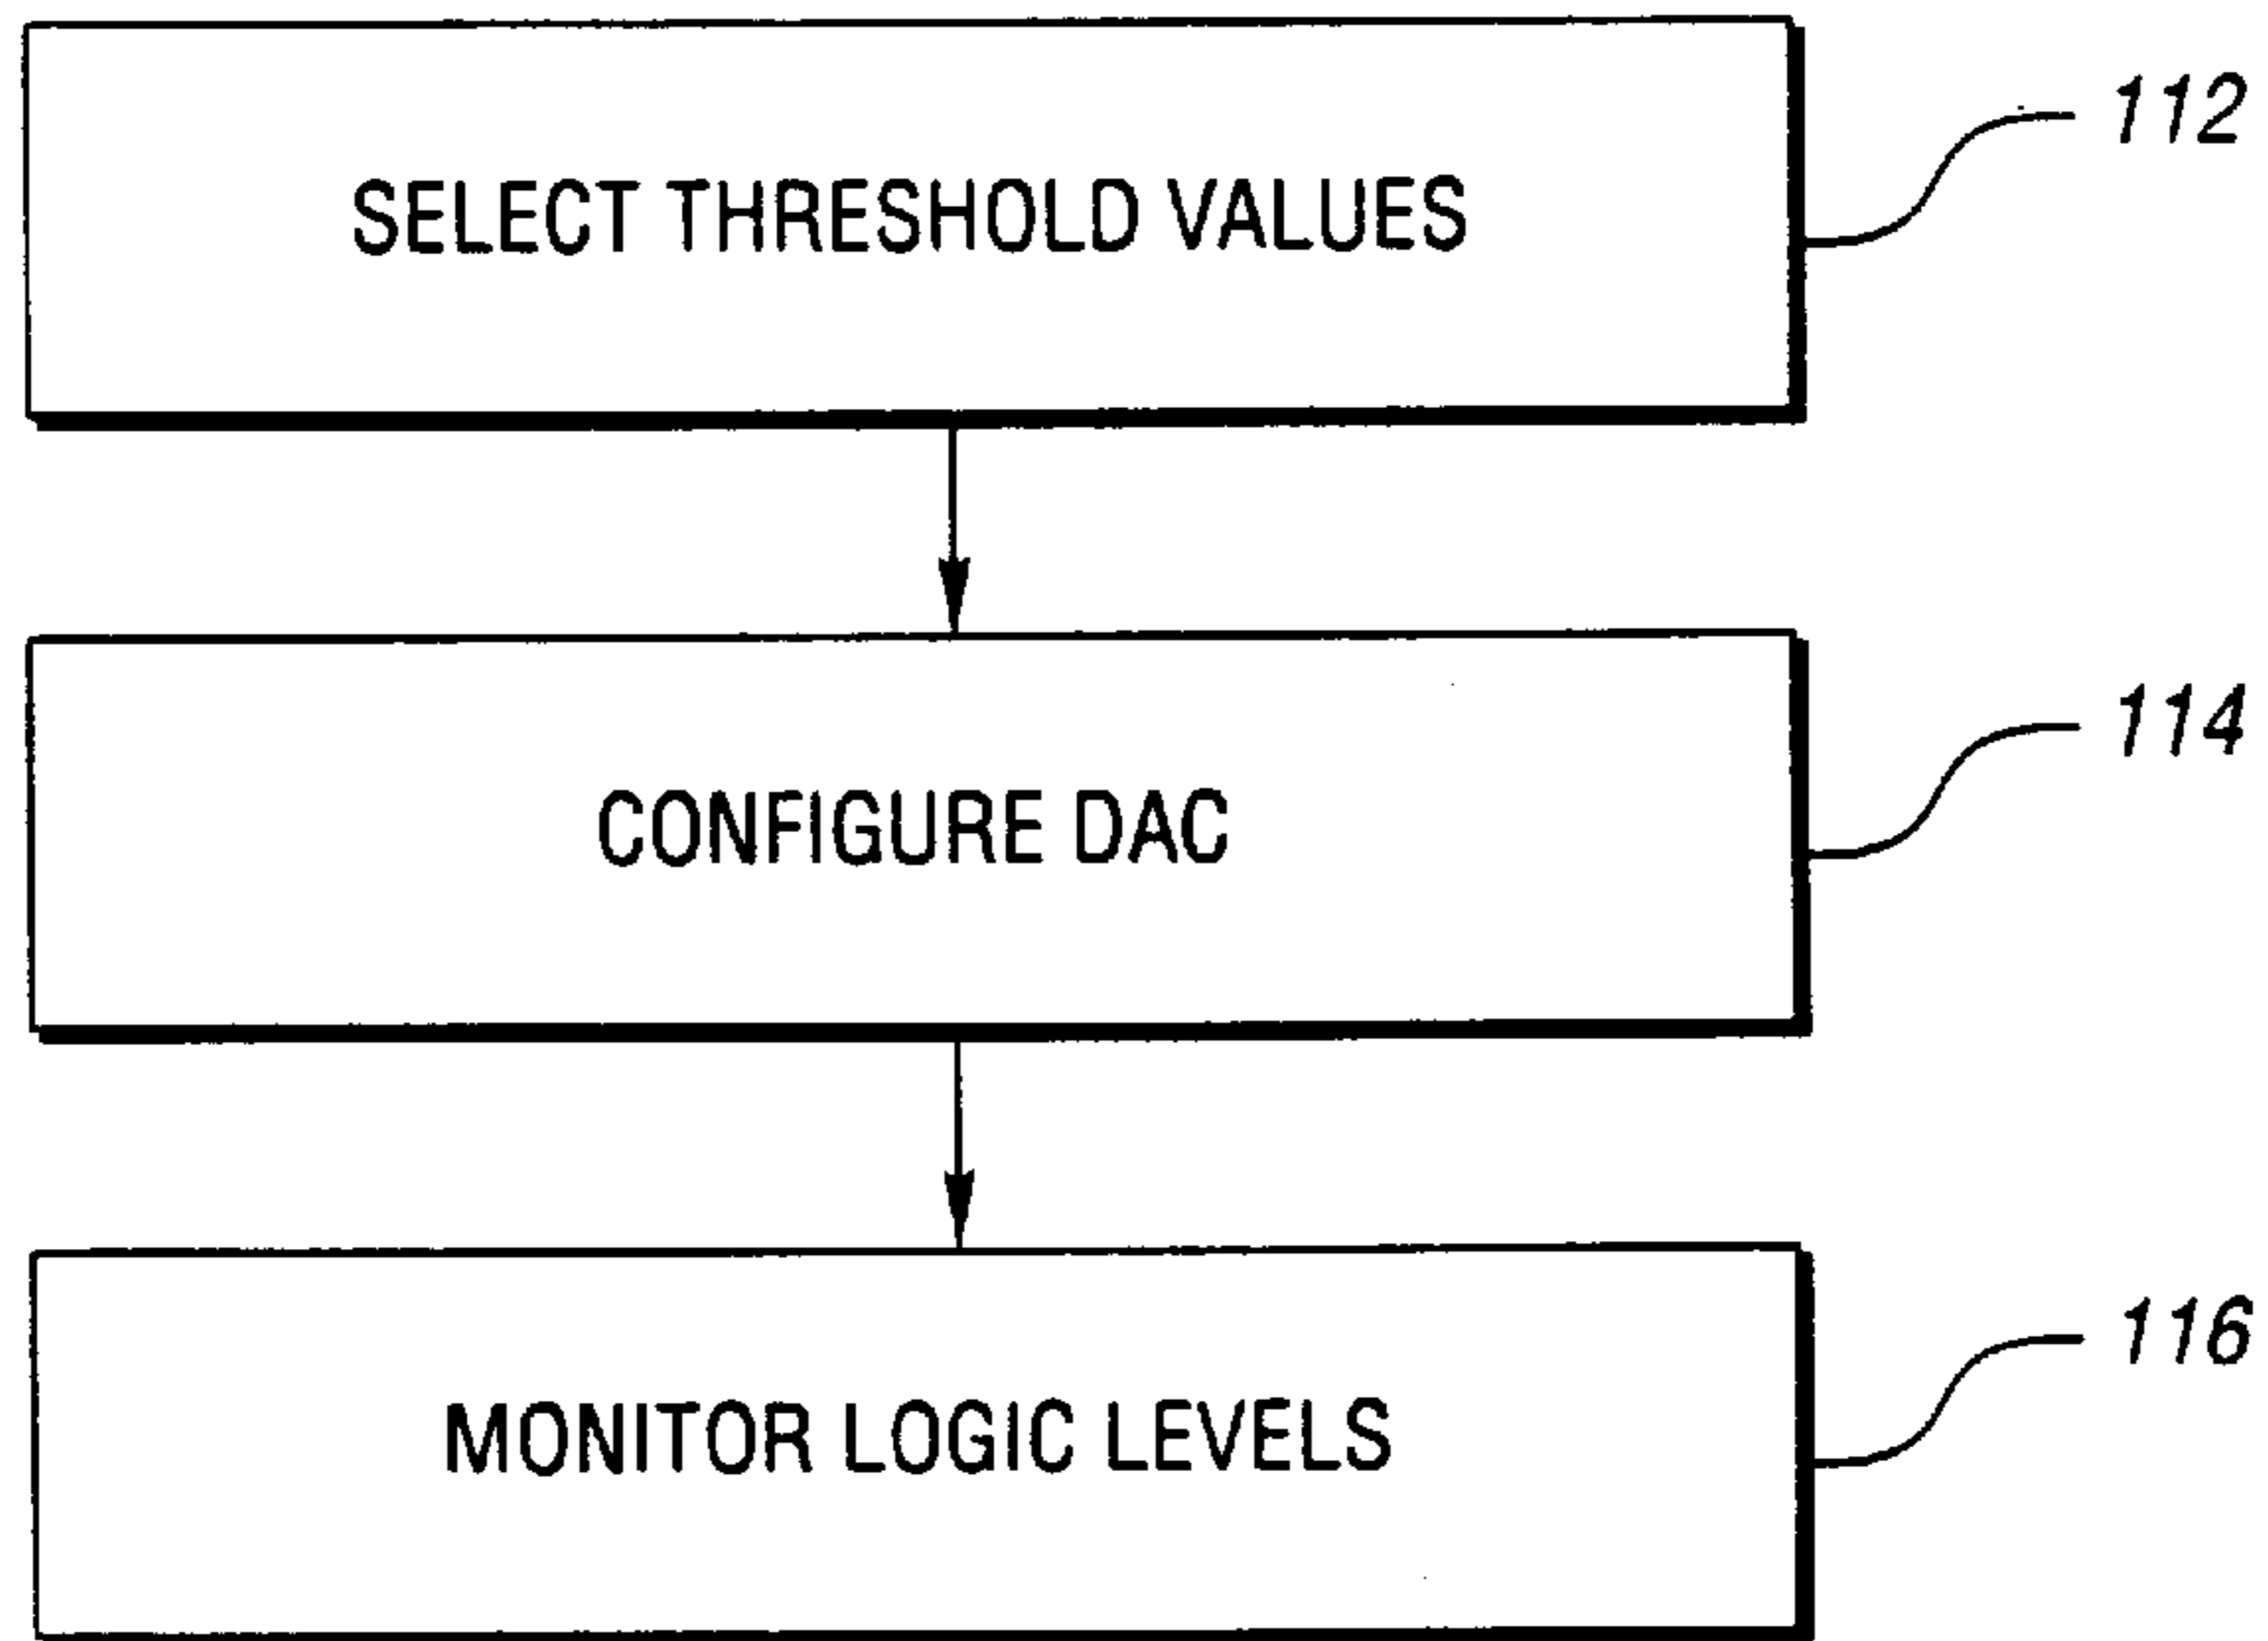 SELECT THRESHOLD VALUES
112
CONFIGURE DAC
114
MONITOR LOGIC LEVELS
116